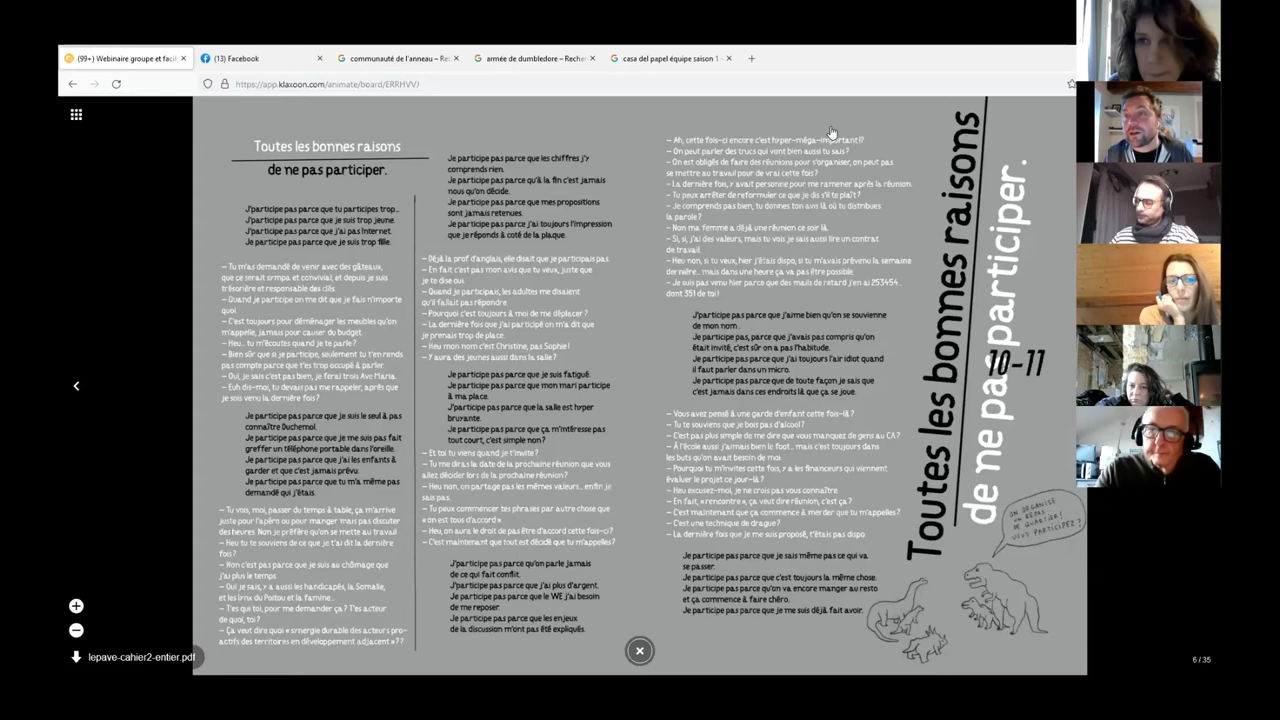 (99+) Webinaire groupe et facil
(13) Facebook
communauté de l'anneau – Re
armée de dumbledore – Recher
casa del papel équipe saison 1 –
https://app.klaxoon.com/animate/board/ERRHVVJ
Toutes les bonnes raisons
de ne pas participer.
J'participe pas parce que tu participes trop...
J'participe pas parce que je suis trop jeune.
J'participe pas parce que j'ai pas Internet.
J'participe pas parce que je suis trop fille.
– Tu m'as demandé de venir avec des gâteaux,
que ce serait sympa et convivial, et depuis je suis
trésorière et responsable des clés.
– Quand je participe on me dit que je fais n'importe
quoi.
– C'est toujours pour déménager les meubles qu'on
m'appelle, jamais pour causer du budget.
– Heu... tu m'écoutes quand je te parle?
– Bien sûr que si je participe, seulement tu t'en rends
pas compte parce que t'es trop occupé à parler.
– Oui, je sais c'est pas bien, je ferai trois Ave Maria.
– Euh dis-moi, tu devais pas me rappeler, après que
je sois venu la dernière fois?
Je participe pas parce que je suis le seul à pas
connaître Duchemol.
Je participe pas parce que je me suis pas fait
greffer un téléphone portable dans l'oreille.
Je participe pas parce que j'ai les enfants à
garder et que c'est jamais prévu.
Je participe pas parce que tu m'a même pas
demandé qui j'étais.
– Tu vois, moi, passer du temps à table, ça m'arrive
juste pour l'apéro ou pour manger mais pas discuter
des heures. Non je préfère qu'on se mette au travail
– Heu tu te souviens de ce que je t'ai dit la dernière
fois?
– Non c'est pas parce que je suis au chômage que
j'ai plus le temps.
– Oui je sais, y a aussi les handicapés, la Somalie,
et les lynx du Poitou et la famine...
– T'es qui toi, pour me demander ça? T'es acteur
de quoi, toi?
– Ça veut dire quoi « synergie durable des acteurs pro-
actifs des territoires en développement adjacent » ??
Je participe pas parce que les chiffres j'y
comprens rien.
Je participe pas parce qu'à la fin c'est jamais
nous qu'on décide.
Je participe pas parce que mes propositions
sont jamais retenues.
Je participe pas parce j'ai toujours l'impression
que je réponds à coté de la plaque.
– Déjà la prof d'anglais, elle disait que je participais pas.
– En fait c'est pas mon avis que tu veux, juste que
je te dise oui.
– Quand je participais, les adultes me disaient
qu'il fallait pas répondre.
– Pourquoi c'est toujours à moi de me déplacer ?
– La dernière fois que j'ai participé on m'a dit que
je prenais trop de place.
– Heu mon nom c'est Christine, pas Sophie!
– Y aura des jeunes aussi dans la salle ?
Je participe pas parce que je suis fatigué.
Je participe pas parce que mon mari participe
à ma place.
J'participe pas parce que la salle est hyper
bruyante.
Je participe pas parce que ça m'intéresse pas
tout court, c'est simple non?
– Et toi tu viens quand je t'invite?
– Tu me diras la date de la prochaine réunion que vous
allez décider lors de la prochaine réunion?
– Heu non, on partage pas les mêmes valeurs... enfin je
sais pas.
– Tu peux commencer tes phrases par autre chose que
« on est tous d'accord »
– Heu, on aura le droit de pas être d'accord cette fois-ci?
– C'est maintenant que tout est décidé que tu m'appelles?
J'participe pas parce qu'on parle jamais
de ce qui fait conflit.
J'participe pas parce que j'ai plus d'argent.
J'participe pas parce que le WE j'ai besoin
de me reposer.
Je participe pas parce que les enjeux
de la discussion m'ont pas été expliqués.
– Ah, cette fois-ci encore c'est hyper-méga-important!?
– On peut parler des trucs qui vont bien aussi tu sais?
– On est obligés de faire des réunions pour s'organiser, on peut pas
se mettre au travail pour de vrai cette fois?
– La dernière fois, y avait personne pour me ramener après la réunion.
– Tu peux arrêter de reformuler ce que je dis s'il te plaît?
– Je comprends pas bien, tu donnes ton avis là où tu distribues
la parole?
– Non ma femme a déjà une réunion ce soir là.
– Si, si, j'ai des valeurs, mais tu vois je sais aussi lire un contrat
de travail.
– Heu non, si tu veux, hier j'étais dispo, si tu m'avais prévenu la semaine
dernière... mais dans une heure ça va pas être possible.
– Je suis pas venu hier parce que des mails de retard j'en ai 253454...
dont 351 de toi!
J'participe pas parce que j'aime bien qu'on se souvienne
de mon nom.
Je participe pas, parce que j'avais pas compris qu'on
était invité, c'est sûr on a pas l'habitude.
Je participe pas parce que j'ai toujours l'air idiot quand
il faut parler dans un micro.
Je participe pas parce que de toute façon je sais que
c'est jamais dans ces endroits là que ça se joue.
– Vous avez pensé à une garde d'enfant cette fois-là?
– Tu te souviens que je bois pas d'alcool?
– C'est pas plus simple de me dire que vous manquez de gens au CA?
– À l'école aussi j'aimais bien le foot... mais c'est toujours dans
les buts qu'on avait besoin de moi.
– Pourquoi tu m'invites cette fois, y a les financeurs qui viennent
évaluer le projet ce jour-là?
– Heu excusez-moi, je ne crois pas vous connaître
– En fait, « rencontre », ça veut dire réunion, c'est ça?
– C'est maintenant que ça commence à merder que tu m'appelles?
– C'est une technique de drague?
– La dernière fois que je me suis proposé, t'étais pas dispo.
Je participe pas parce que je sais même pas ce qui va
se passer.
Je participe pas parce que c'est toujours la même chose.
Je participe pas parce qu'on va encore manger au resto
et ça commence à faire chéro.
Je participe pas parce que je me suis déjà fait avoir.
Toutes les bonnes raisons
de ne pas participer.
10-11
ON ORGANISE
UN REPAS
DE QUARTIER!
VOUS PARTICIPEZ?
lepave-cahier2-entier.pdf
6 / 35